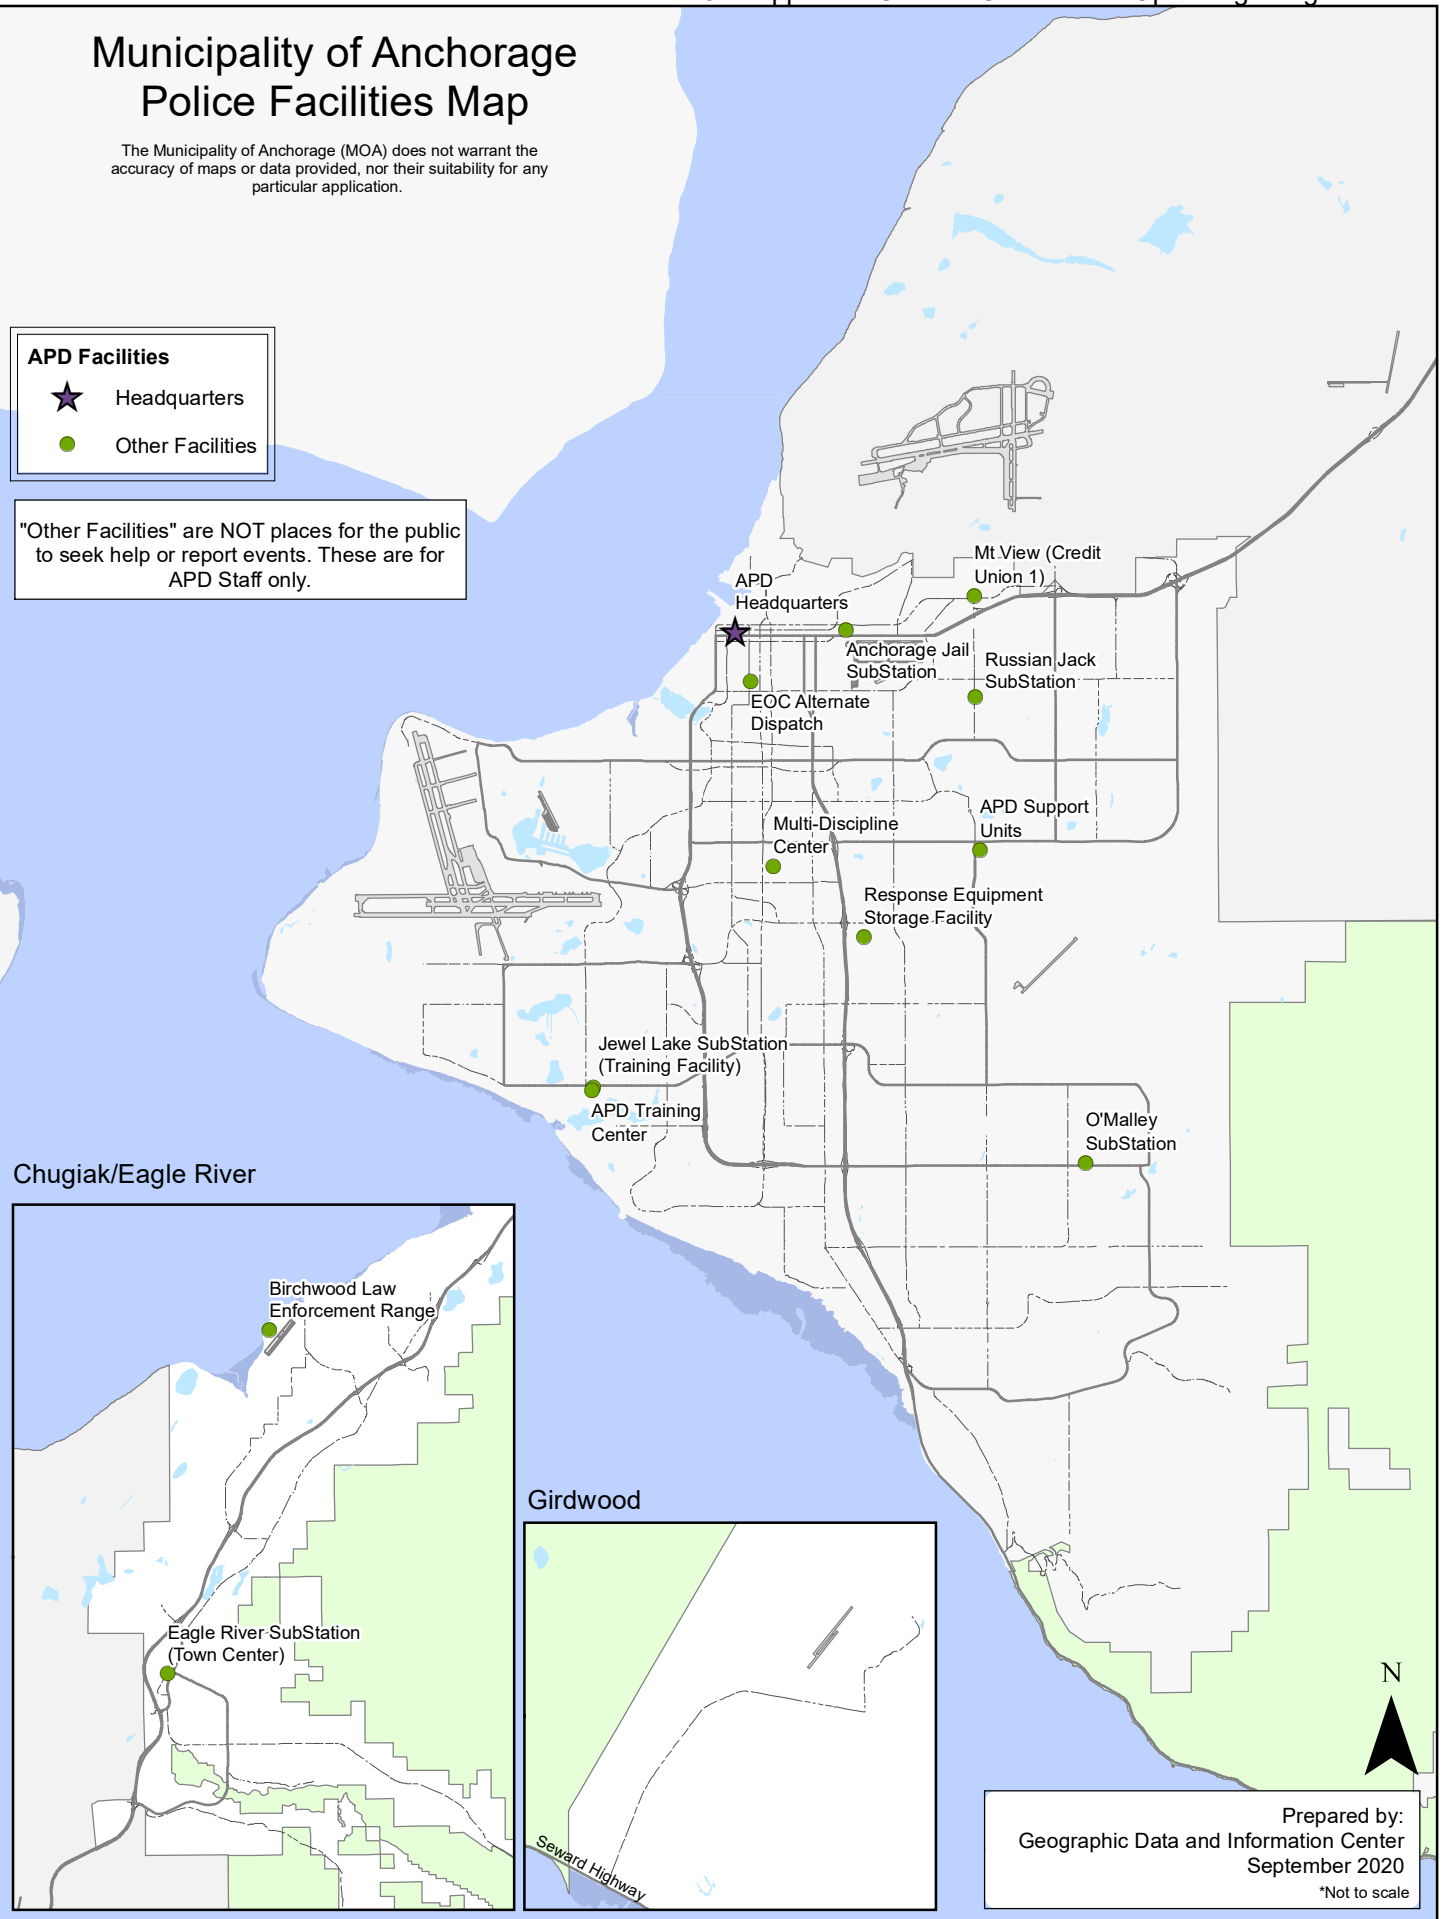 Municipality of Anchorage
Police Facilities Map
The Municipality of Anchorage (MOA) does not warrant the
accuracy of maps or data provided, nor their suitability for any
particular application.
APD Facilities
Headquarters
Other Facilities
"Other Facilities" are NOT places for the public
to seek help or report events. These are for
APD Staff only.
Mt View (Credit
Union 1)
APD
Headquarters
Anchorage Jail
SubStation
Russian Jack
SubStation
EOC Alternate
Dispatch
APD Support
Units
Multi-Discipline
Center
Response Equipment
Storage Facility
Jewel Lake SubStation
(Training Facility)
APD Training
Center
O'Malley
SubStation
Chugiak/Eagle River
Birchwood Law
Enforcement Range
Eagle River SubStation
(Town Center)
Girdwood
Seward Highway
N
Prepared by:
Geographic Data and Information Center
September 2020
*Not to scale